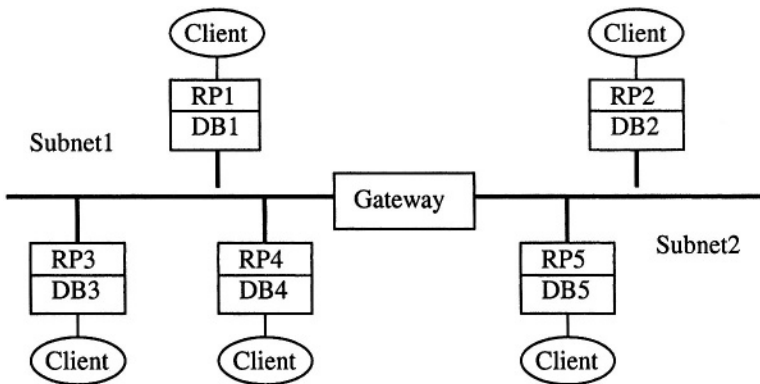 Client
Client
RP1
RP2
DB1
DB2
Subnet1
Gateway
Subnet2
RP3
RP4
RP5
DB3
DB4
DB5
Client
Client
Client